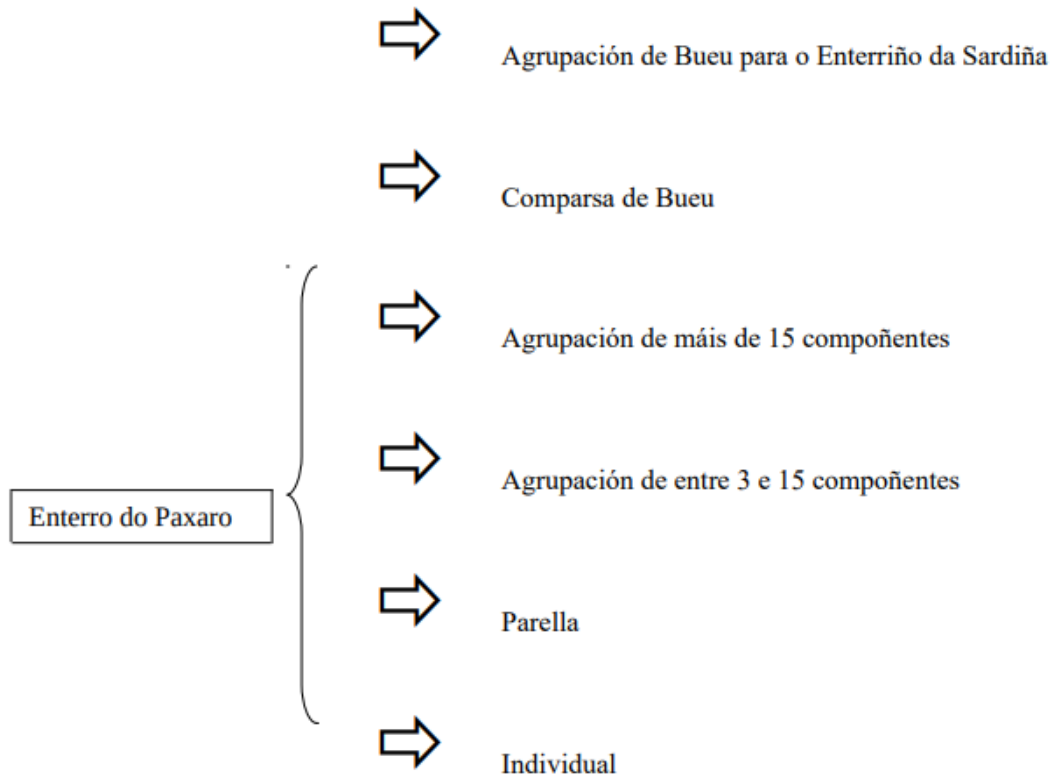 Agrupación de Bueu para o Enterriño da Sardiña
Comparsa de Bueu
Agrupación de máis de 15 compoñentes
Agrupación de entre 3 e 15 compoñentes
Enterro do Paxaro
Parella
Individual